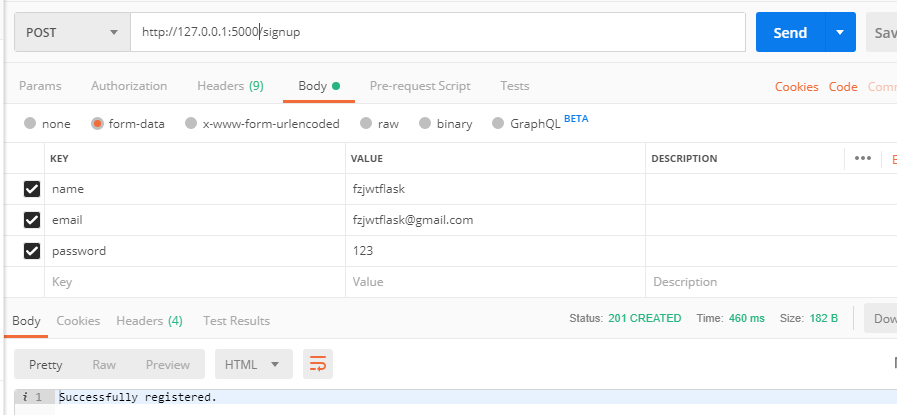 POST http://127.0.0.1:5000/signup Send Sav
Params Authorization Headers (9) Body Pre-request Script Tests Cookies Code Comm
none form-data x-www-form-urlencoded raw binary GraphQL BETA
KEY VALUE DESCRIPTION ••• E
name fzjwtflask
email fzjwtflask@gmail.com
password 123
Key Value Description
Body Cookies Headers (4) Test Results Status: 201 CREATED Time: 460 ms Size: 182 B Dow
Pretty Raw Preview HTML
i 1 Successfully registered.